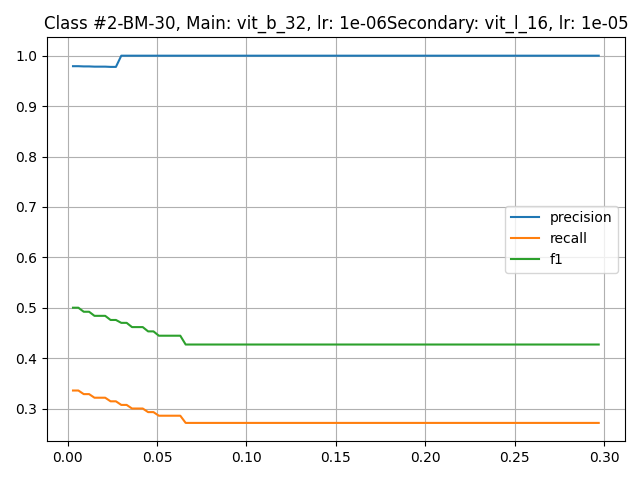 Class #2-BM-30, Main: vit_b_32, lr: 1e-06Secondary: vit_l_16, lr: 1e-05
1.0
0.9
0.8
0.7
0.6
0.5
0.4
0.3
precision
recall
f1
0.00 0.05 0.10 0.15 0.20 0.25 0.30